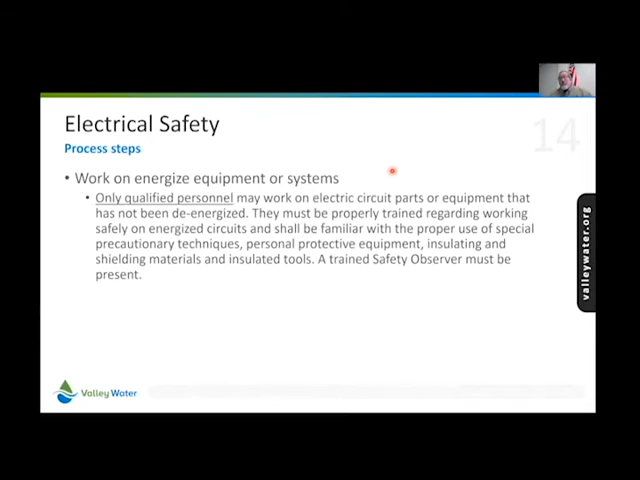 Electrical Safety
14
Process steps
• Work on energize equipment or systems
• Only qualified personnel may work on electric circuit parts or equipment that
has not been de-energized. They must be properly trained regarding working
safely on energized circuits and shall be familiar with the proper use of special
precautionary techniques, personal protective equipment, insulating and
shielding materials and insulated tools. A trained Safety Observer must be
present.
valleywater.org
Valley Water